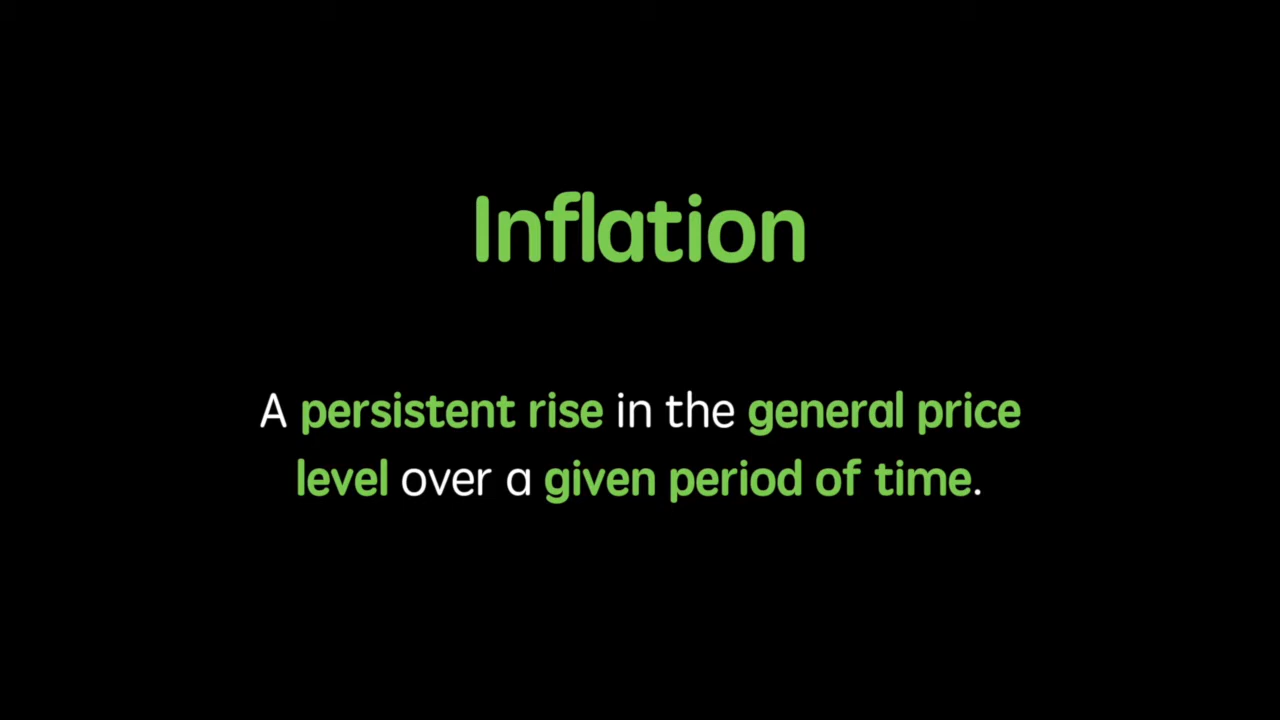 Inflation
A persistent rise in the general price
level over a given period of time.